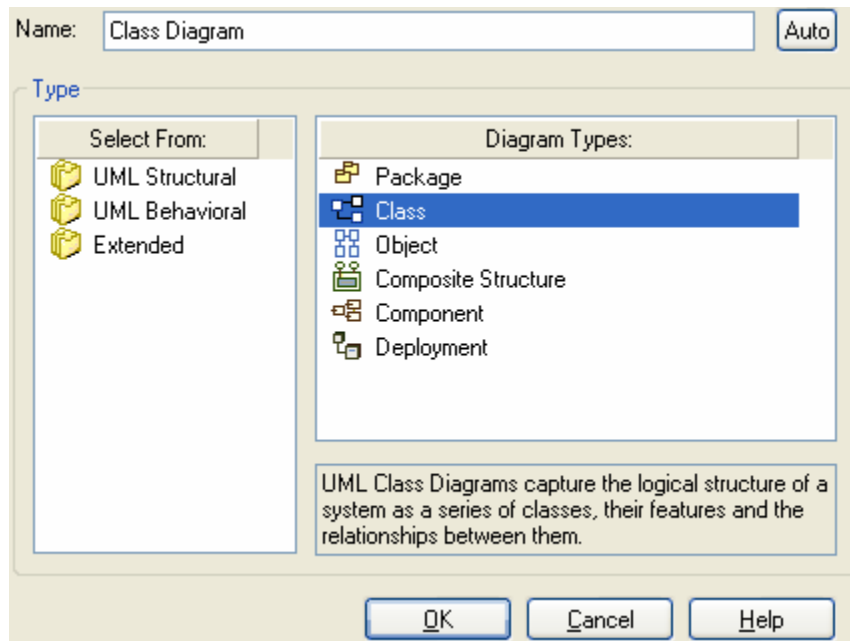 Name: Class Diagram Auto
Type
Select From:
UML Structural
UML Behavioral
Extended
Diagram Types:
Package
Class
Object
Composite Structure
Component
Deployment
UML Class Diagrams capture the logical structure of a
system as a series of classes, their features and the
relationships between them.
OK Cancel Help